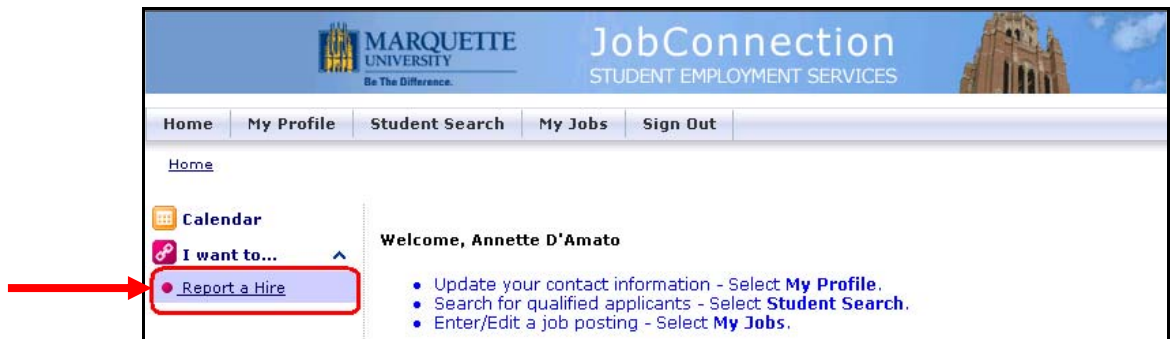 MARQUETTE
UNIVERSITY
Be The Difference.
JobConnection
STUDENT EMPLOYMENT SERVICES
Home My Profile Student Search My Jobs Sign Out
Home
Calendar
I want to...
Report a Hire
Welcome, Annette D'Amato
• Update your contact information - Select My Profile.
• Search for qualified applicants - Select Student Search.
• Enter/Edit a job posting - Select My Jobs.